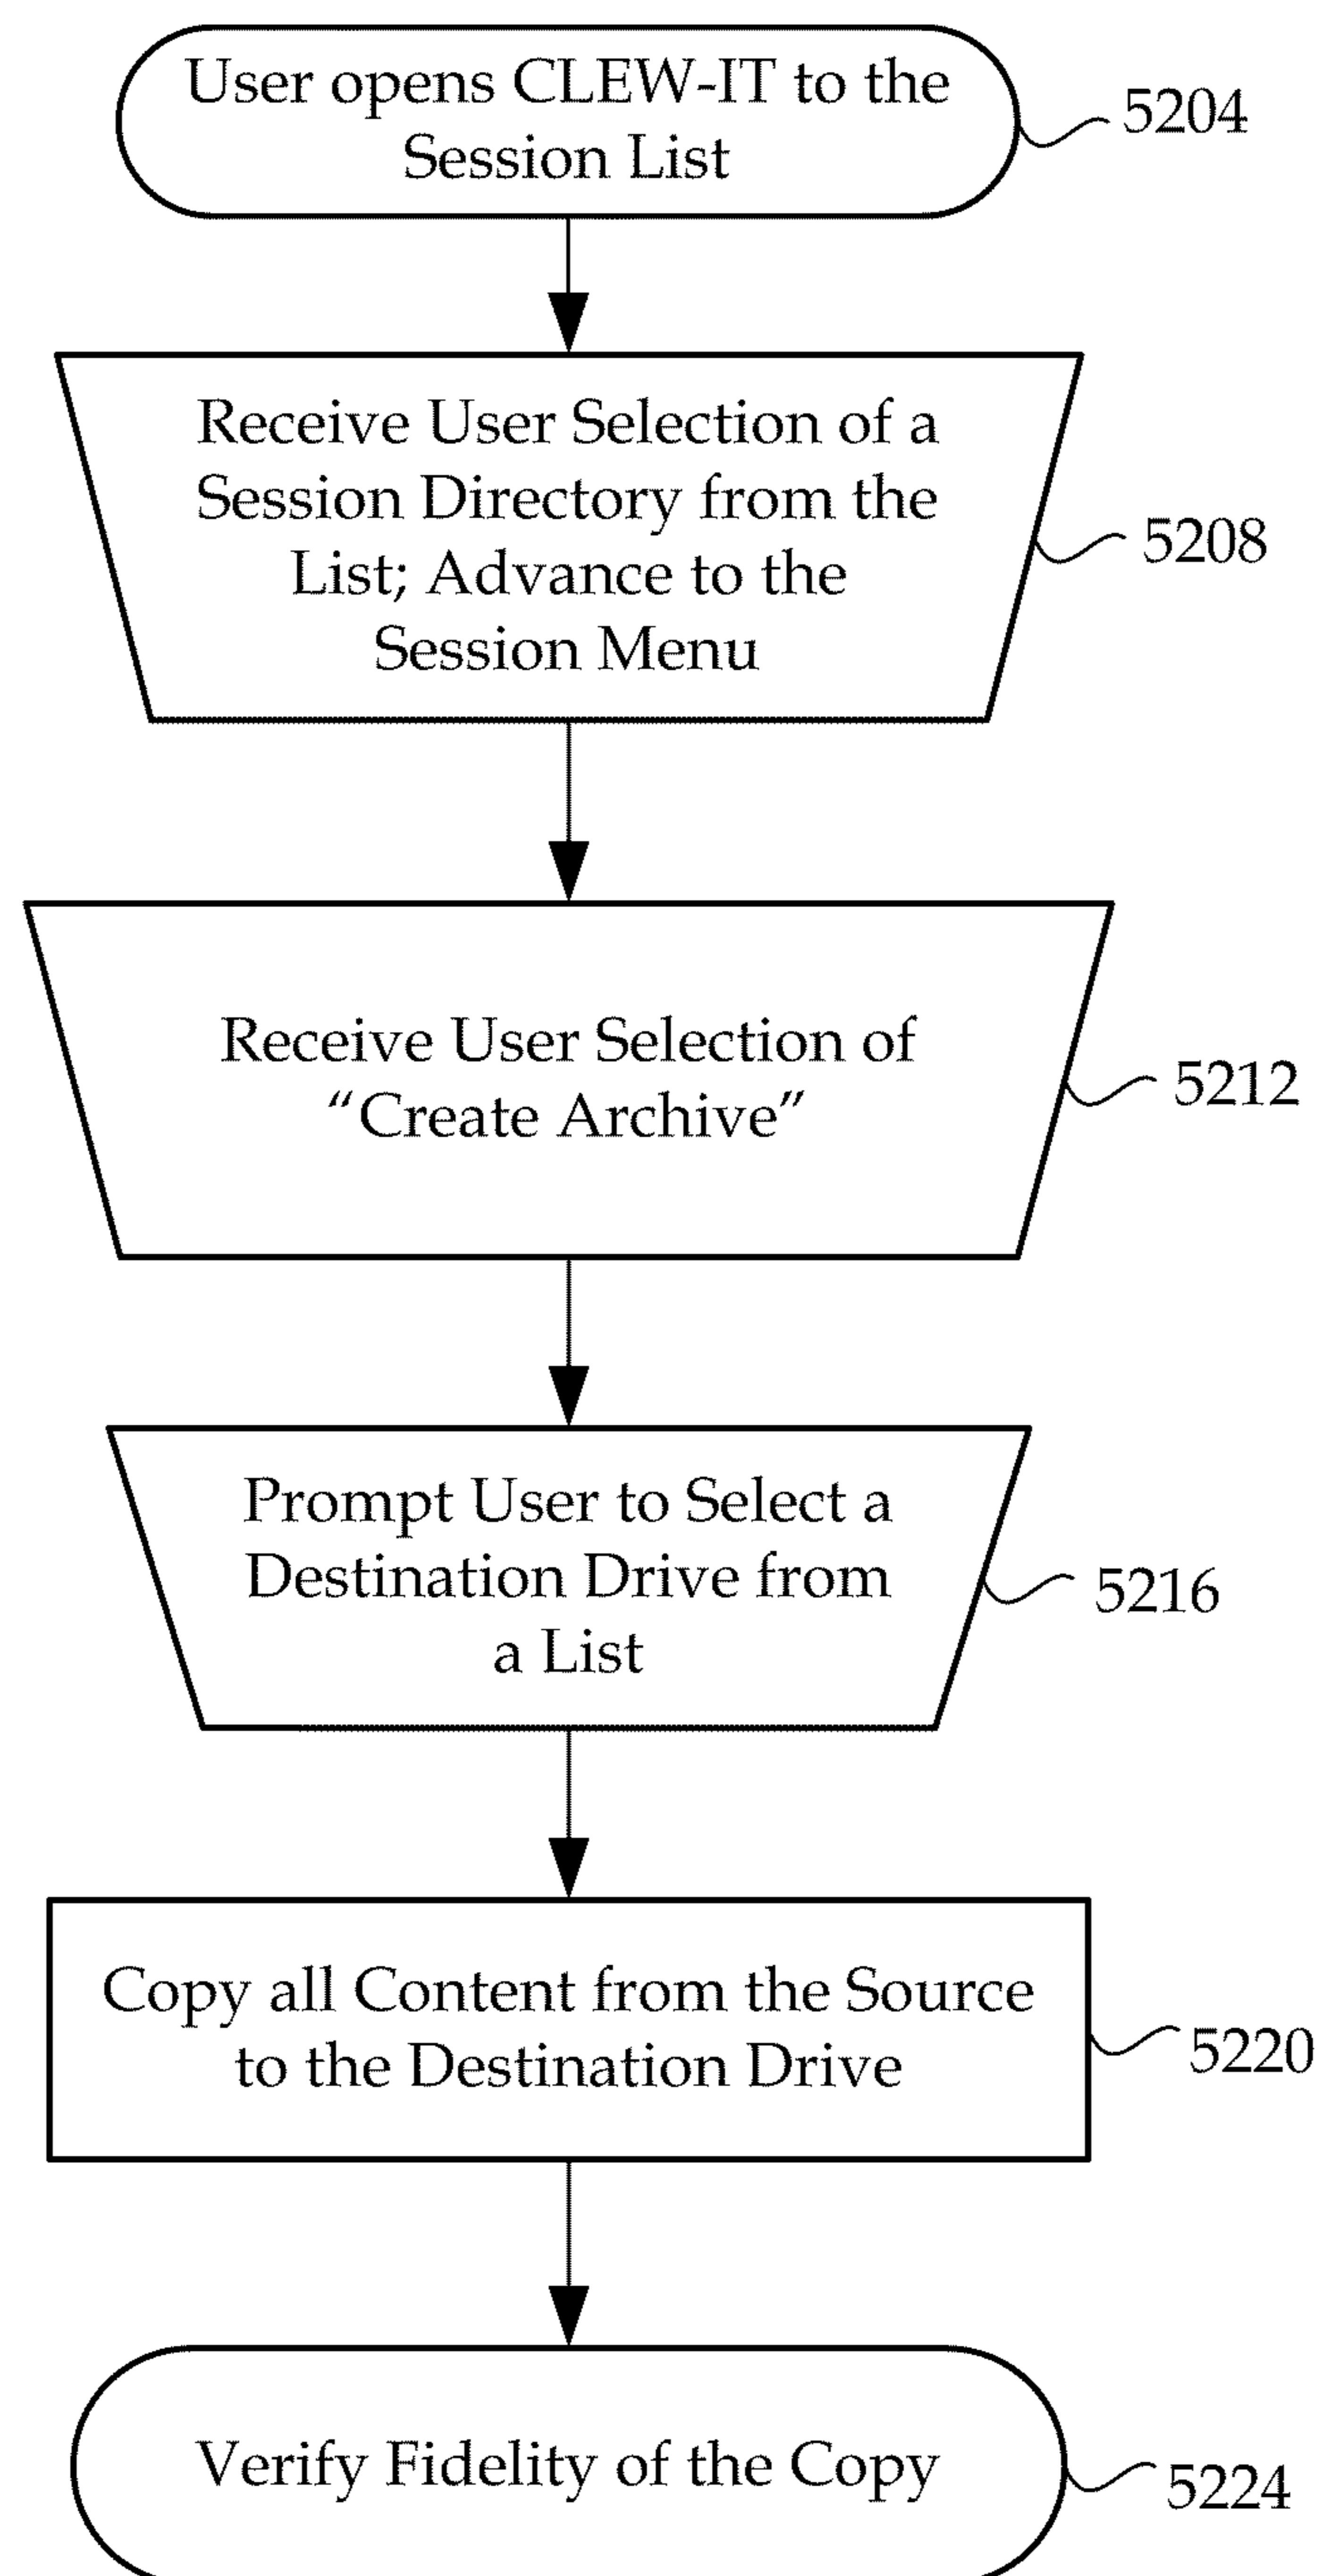 User opens CLEW-IT to the
Session List
5204
Receive User Selection of a
Session Directory from the
List; Advance to the
Session Menu
5208
Receive User Selection of
“Create Archive”
5212
Prompt User to Select a
Destination Drive from
a List
5216
Copy all Content from the Source
to the Destination Drive
5220
Verify Fidelity of the Copy
5224